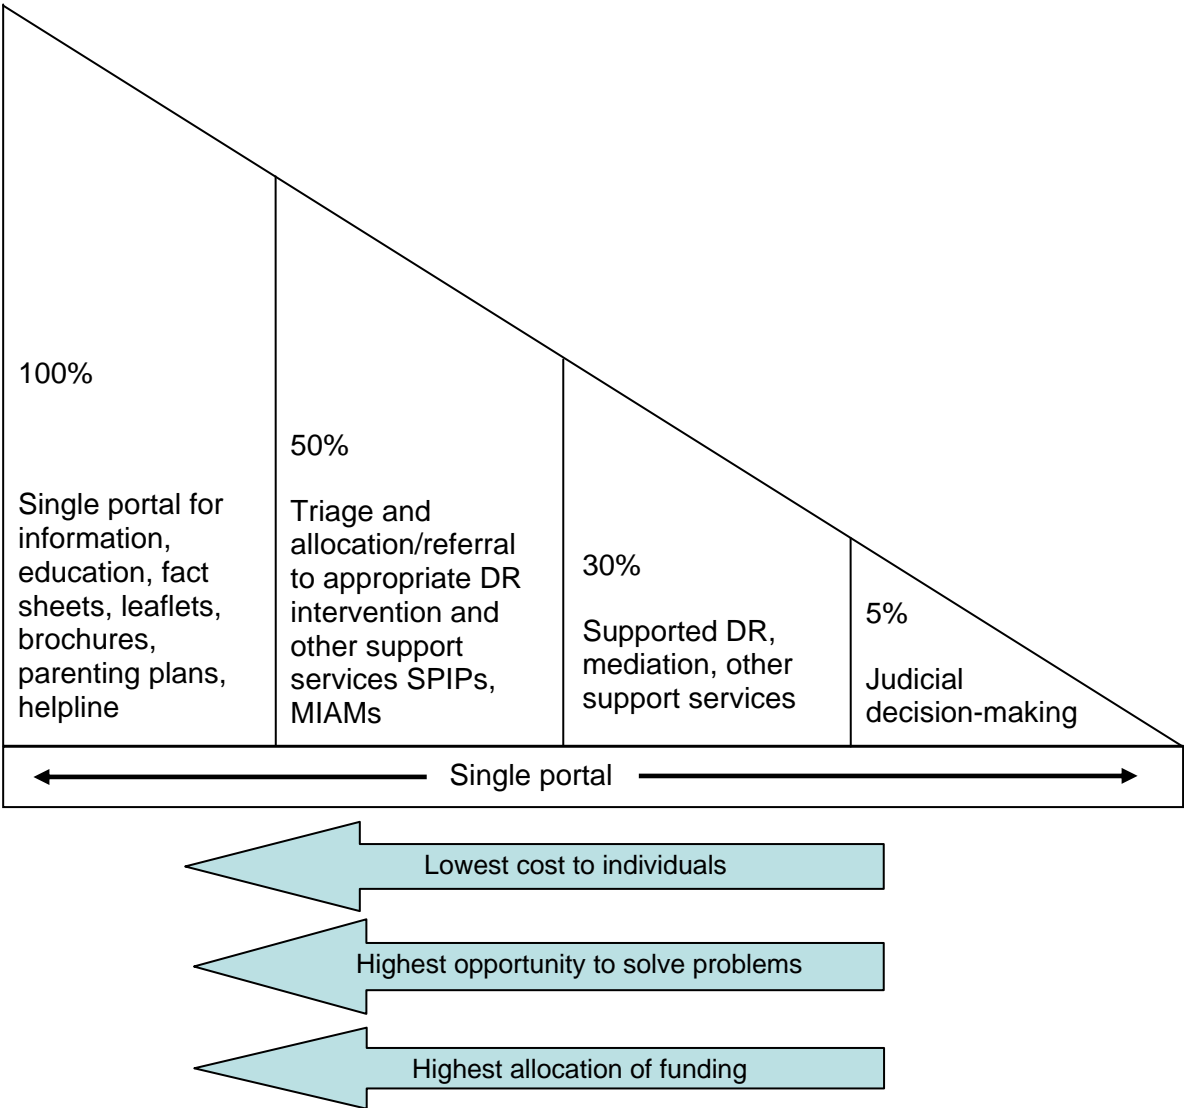 100%
Single portal for
information,
education, fact
sheets, leaflets,
brochures,
parenting plans,
helpline
50%
Triage and
allocation/referral
to appropriate DR
intervention and
other support
services SPIPs,
MIAMs
30%
Supported DR,
mediation, other
support services
5%
Judicial
decision-making
Single portal
Lowest cost to individuals
Highest opportunity to solve problems
Highest allocation of funding